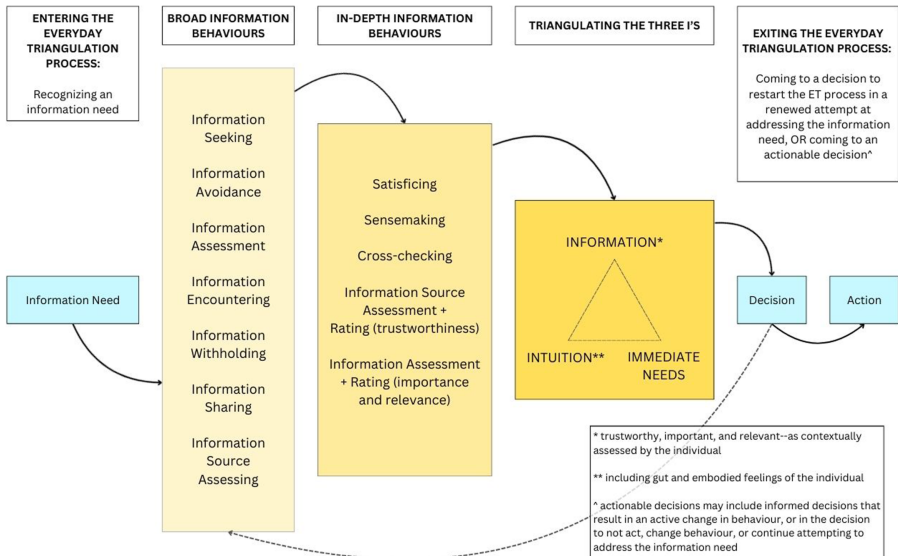 ENTERING THE
EVERYDAY
TRIANGULATION
PROCESS:
Recognizing an
information need
BROAD INFORMATION
BEHAVIOURS
IN-DEPTH INFORMATION
BEHAVIOURS
TRIANGULATING THE THREE I'S
EXITING THE EVERYDAY
TRIANGULATION PROCESS:
Coming to a decision to
restart the ET process in a
renewed attempt at
addressing the information
need, OR coming to an
actionable decision^
Information Need
Information
Seeking
Information
Avoidance
Information
Assessment
Information
Encountering
Information
Withholding
Information
Sharing
Information
Source
Assessing
Satisficing
Sensemaking
Cross-checking
Information Source
Assessment +
Rating (trustworthiness)
Information Assessment
+ Rating (importance
and relevance)
INFORMATION*
INTUITION**
IMMEDIATE
NEEDS
Decision
Action
* trustworthy, important, and relevant--as contextually
assessed by the individual
** including gut and embodied feelings of the individual
^ actionable decisions may include informed decisions that
result in an active change in behaviour, or in the decision
to not act, change behaviour, or continue attempting to
address the information need